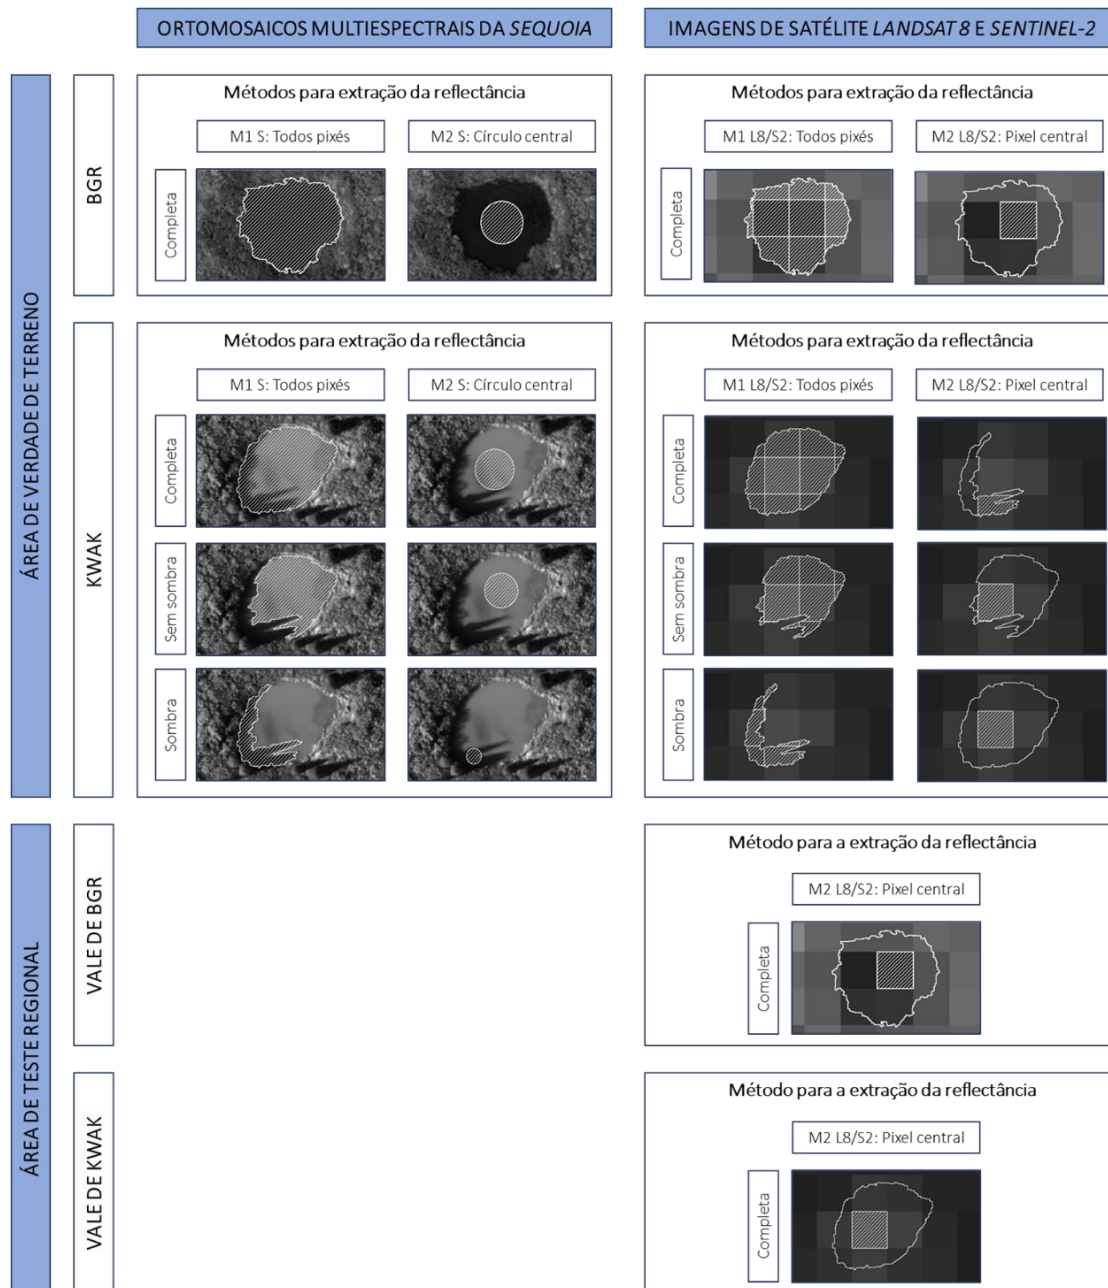 ORTOMOSAICOS MULTIESPECTRAIS DA SEQUOIA
IMAGENS DE SATÉLITE LANDSAT 8 E SENTINEL-2
ÁREA DE VERDADE DE TERRENO
BGR
Métodos para extração da reflectância
M1 S: Todos pixés
M2 S: Círculo central
Completa
Métodos para extração da reflectância
M1 L8/S2: Todos pixés
M2 L8/S2: Pixel central
Completa
KWAK
Métodos para extração da reflectância
M1 S: Todos pixés
M2 S: Círculo central
Completa
Sem sombra
Sombra
Métodos para extração da reflectância
M1 L8/S2: Todos pixés
M2 L8/S2: Pixel central
Completa
Sem sombra
Sombra
ÁREA DE TESTE REGIONAL
VALE DE BGR
Método para a extração da reflectância
M2 L8/S2: Pixel central
Completa
VALE DE KWAK
Método para a extração da reflectância
M2 L8/S2: Pixel central
Completa